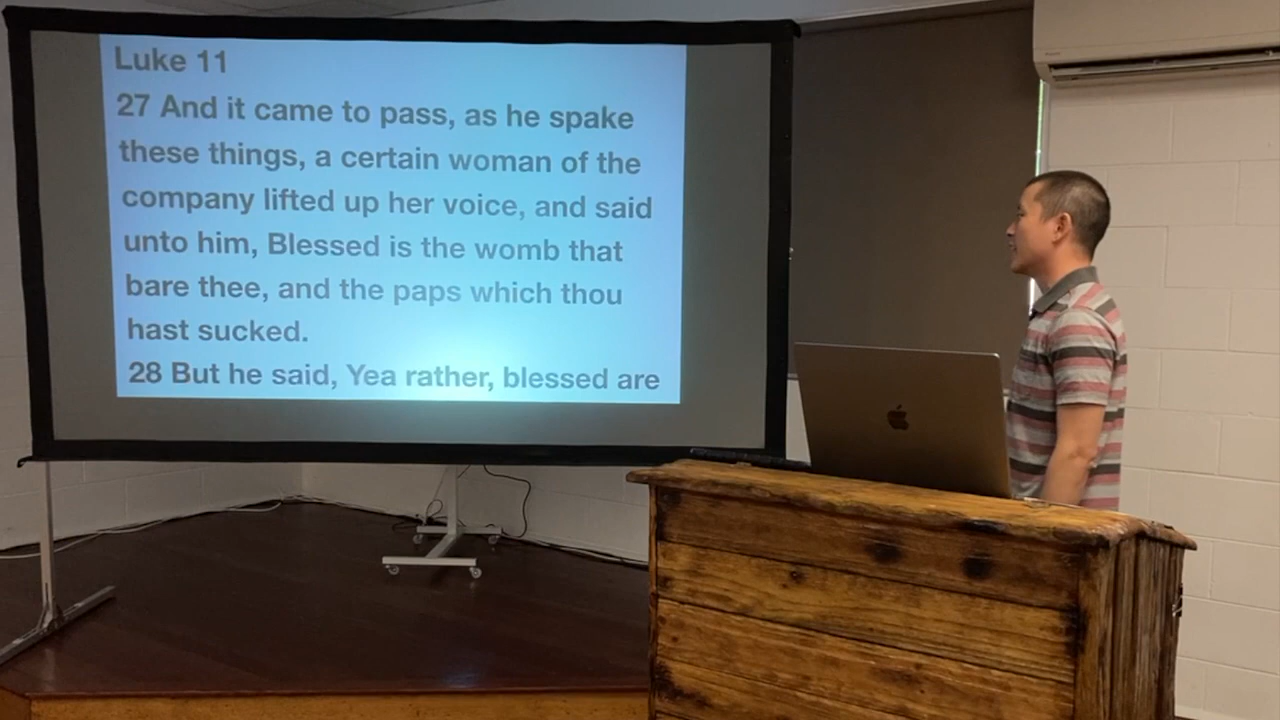 Luke 11
27 And it came to pass, as he spake
these things, a certain woman of the
company lifted up her voice, and said
unto him, Blessed is the womb that
bare thee, and the paps which thou
hast sucked.
28 But he said, Yea rather, blessed are